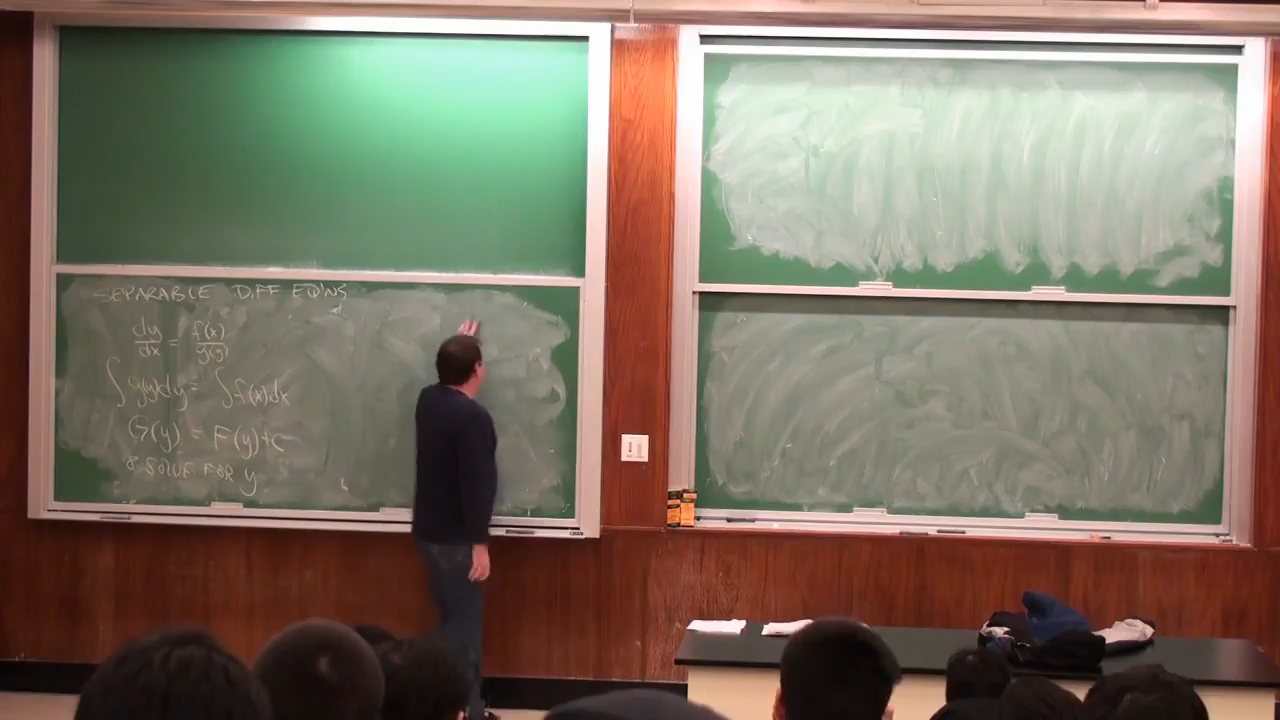 SEPARABLE DIFF EQ'NS
dy/dx = f(x)/g(y)
∫ g(y)dy = ∫ f(x)dx
G(y) = F(y)+C
& SOLVE FOR y